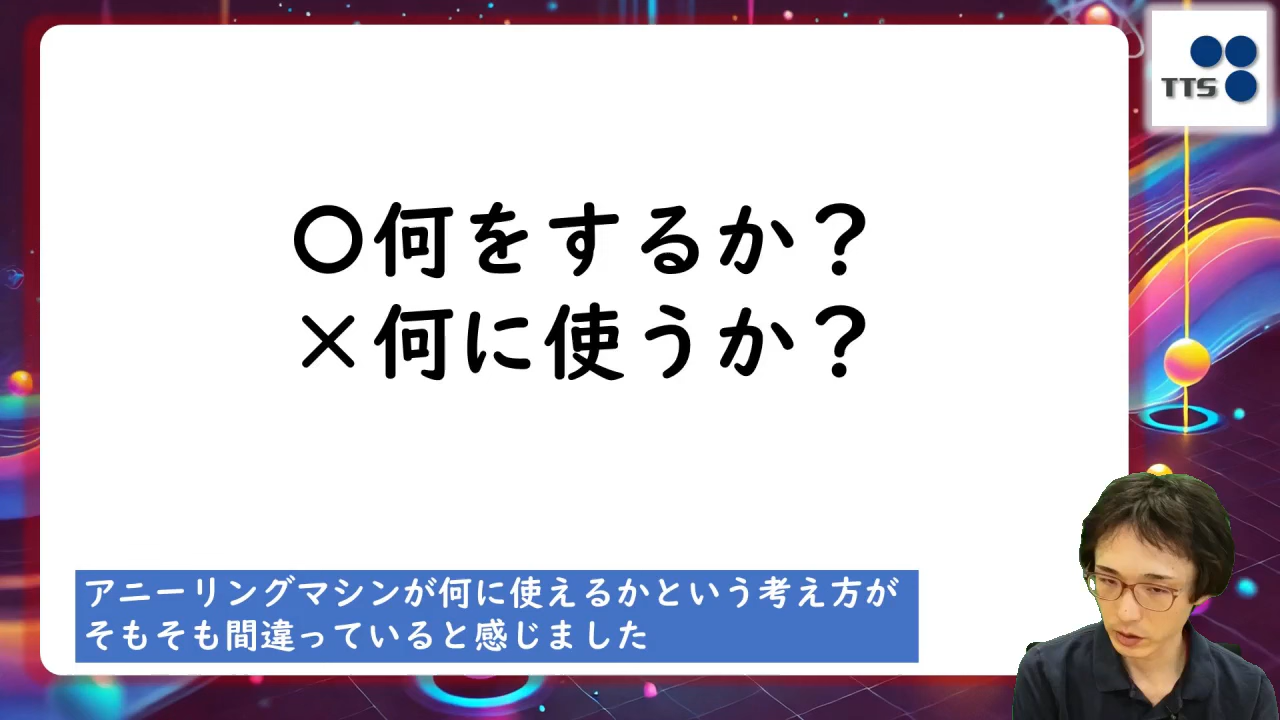 〇何をするか？
×何に使うか？
アニーリングマシンが何に使えるかという考え方が
そもそも間違っていると感じました
TTS